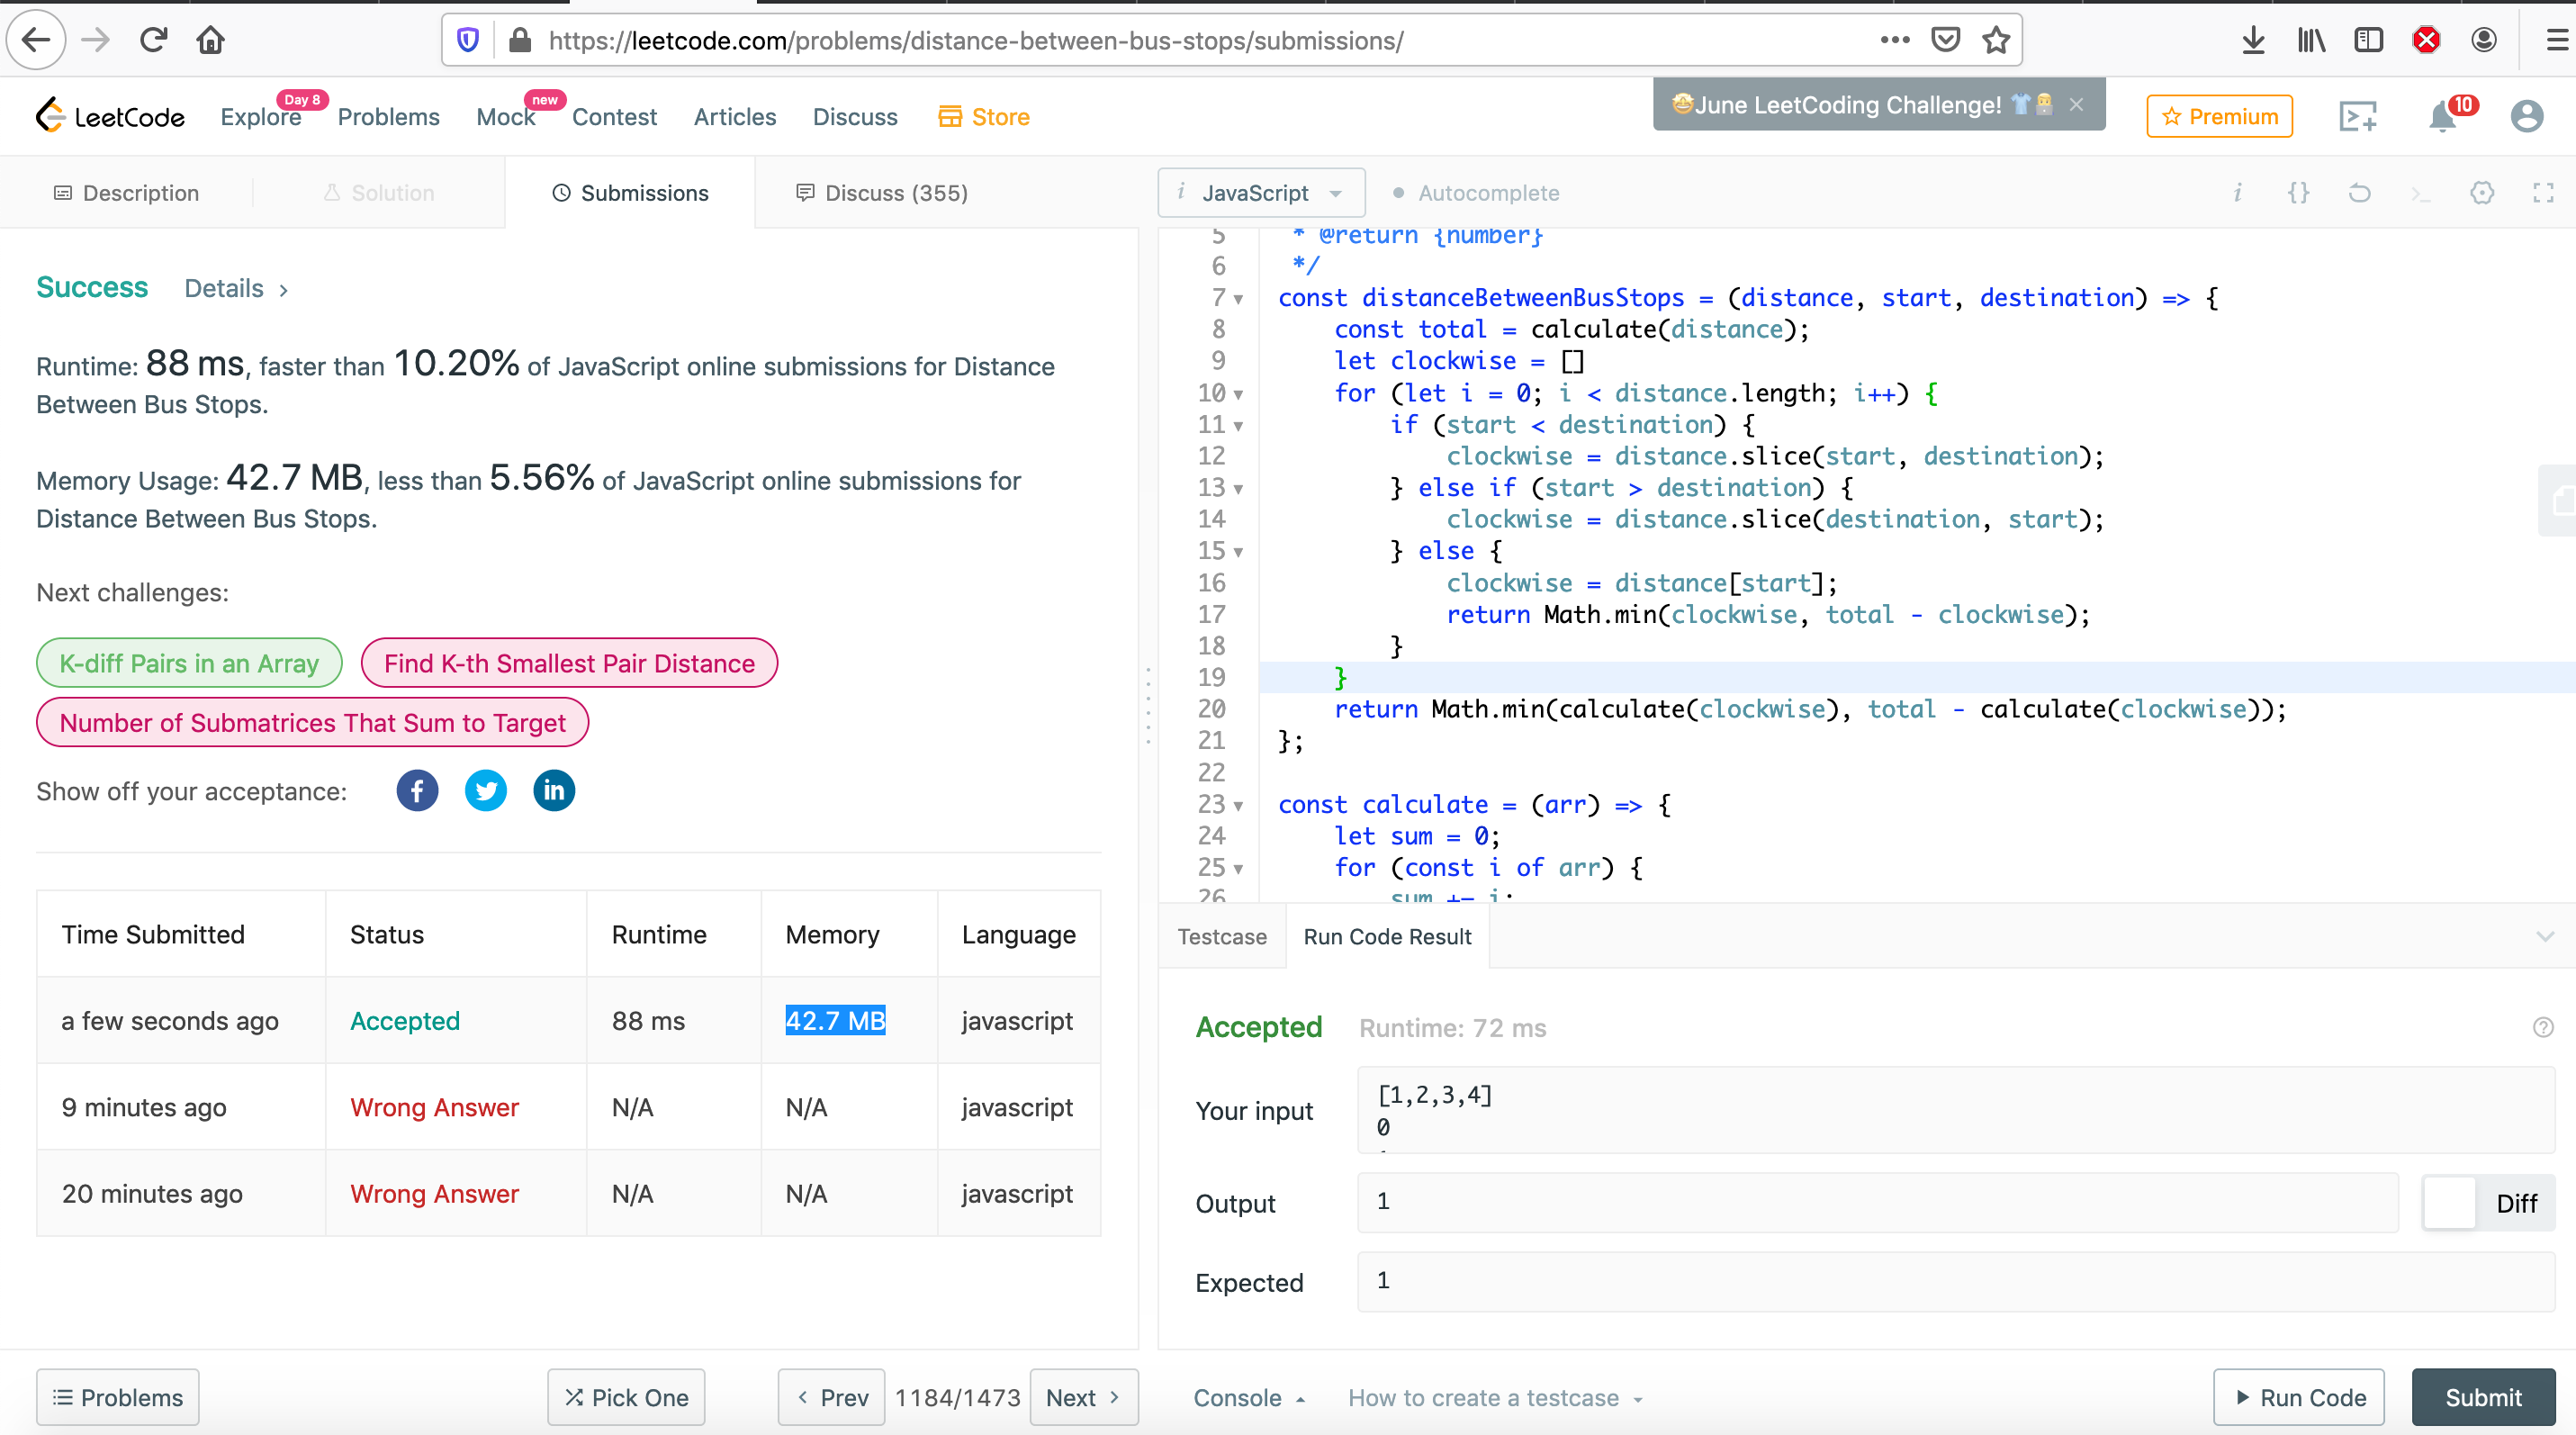 https://leetcode.com/problems/distance-between-bus-stops/submissions/
LeetCode
Explore
Day 8
Problems
Mock
new
Contest
Articles
Discuss
Store
🤩June LeetCoding Challenge!
Premium
10
Description
Solution
Submissions
Discuss (355)
Success
Details
Runtime: 88 ms, faster than 10.20% of JavaScript online submissions for Distance
Between Bus Stops.
Memory Usage: 42.7 MB, less than 5.56% of JavaScript online submissions for
Distance Between Bus Stops.
Next challenges:
K-diff Pairs in an Array
Find K-th Smallest Pair Distance
Number of Submatrices That Sum to Target
Show off your acceptance:
Time Submitted Status Runtime Memory Language
a few seconds ago Accepted 88 ms 42.7 MB javascript
9 minutes ago Wrong Answer N/A N/A javascript
20 minutes ago Wrong Answer N/A N/A javascript
Problems
Pick One
Prev
1184/1473
Next
JavaScript
Autocomplete
5 * @return {number}
6 */
7 const distanceBetweenBusStops = (distance, start, destination) => {
8 const total = calculate(distance);
9 let clockwise = []
10 for (let i = 0; i < distance.length; i++) {
11 if (start < destination) {
12 clockwise = distance.slice(start, destination);
13 } else if (start > destination) {
14 clockwise = distance.slice(destination, start);
15 } else {
16 clockwise = distance[start];
17 return Math.min(clockwise, total - clockwise);
18 }
19 }
20 return Math.min(calculate(clockwise), total - calculate(clockwise));
21 };
22
23 const calculate = (arr) => {
24 let sum = 0;
25 for (const i of arr) {
26 sum += i;
Testcase
Run Code Result
Accepted
Runtime: 72 ms
Your input
[1,2,3,4]
0
Output
1
Diff
Expected
1
Console
How to create a testcase
Run Code
Submit